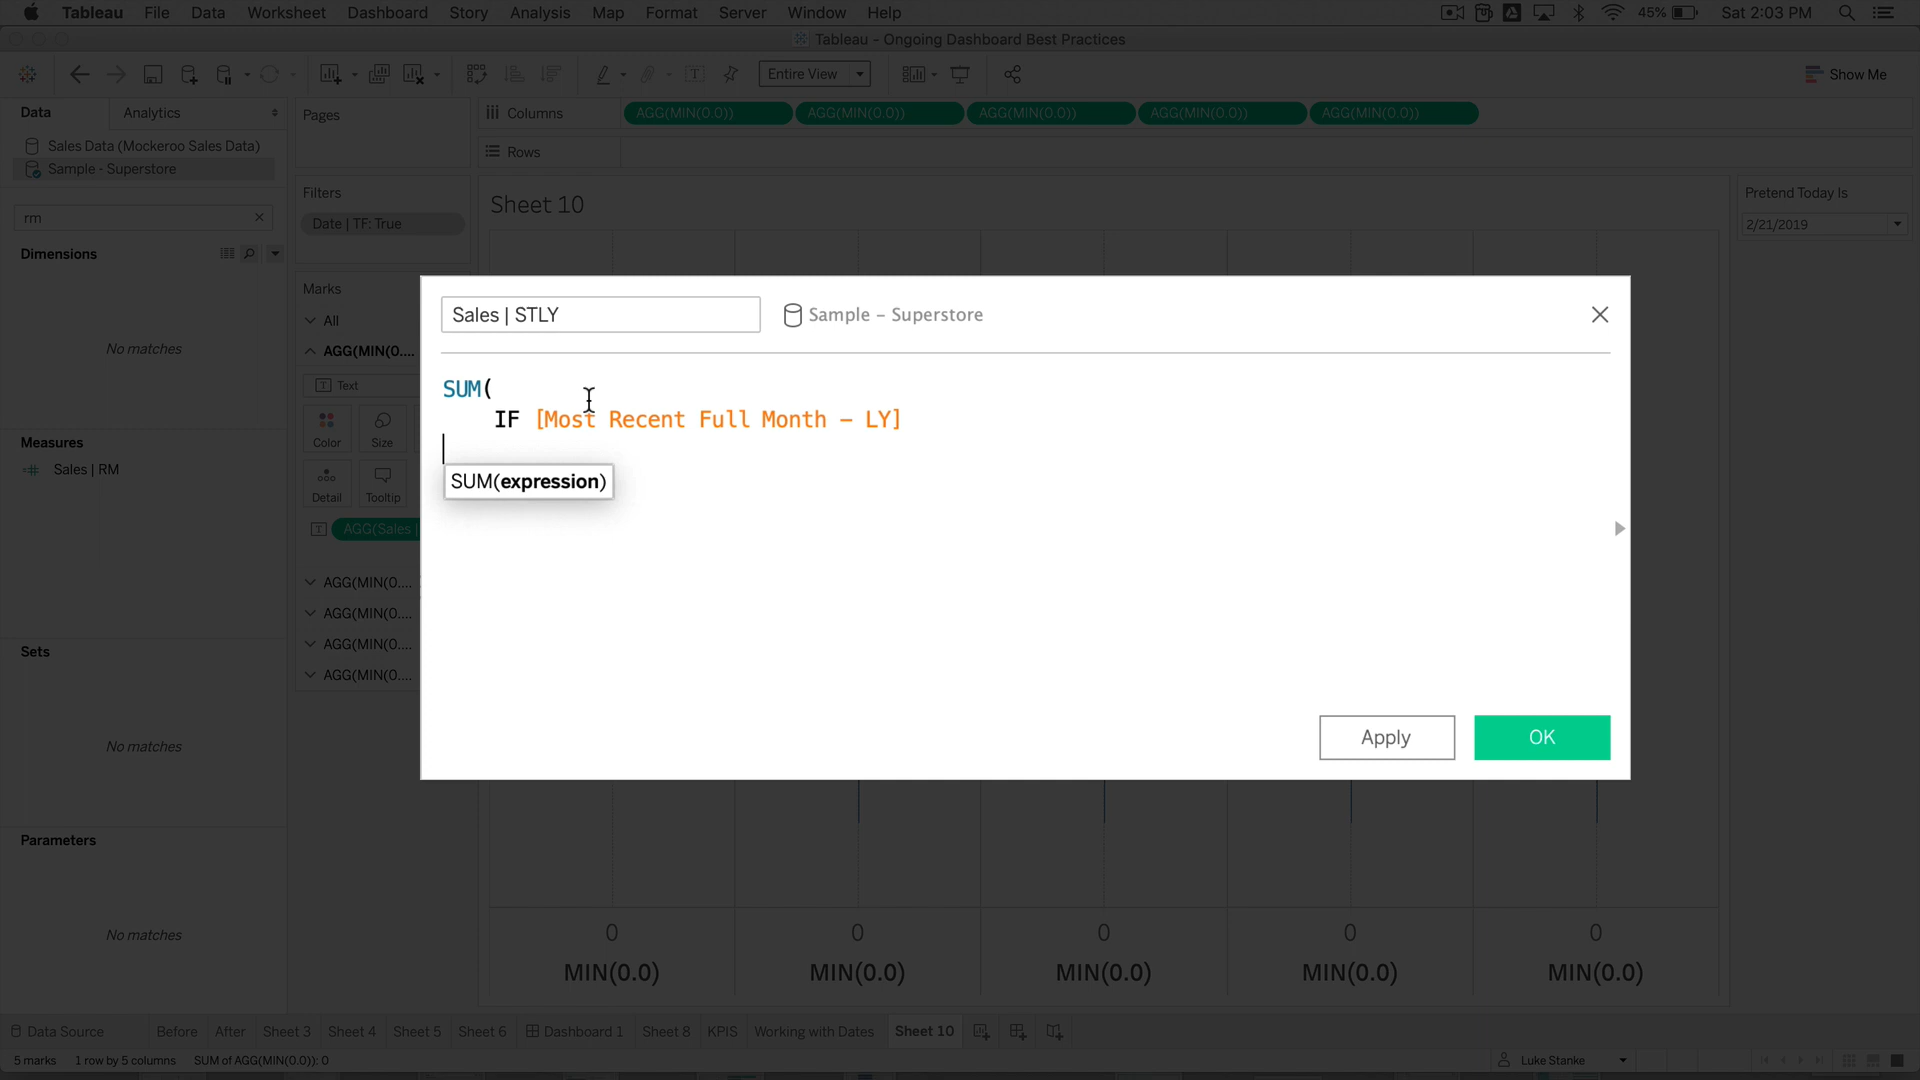 Tableau File Data Worksheet Dashboard Story Analysis Map Format Server Window Help 45% Sat 2:03 PM
Tableau - Ongoing Dashboard Best Practices
Entire View Show Me
Data Analytics Pages Columns AGG(MIN(0.0)) AGG(MIN(0.0)) AGG(MIN(0.0)) AGG(MIN(0.0)) AGG(MIN(0.0))
Sales Data (Mockeroo Sales Data) Rows
Sample - Superstore
Filters Pretend Today Is
rm Date | TF: True Sheet 10 2/21/2019
Dimensions
Marks
All
No matches AGG(MIN(0....
Text
Color Size
Measures
Sales | RM
Detail Tooltip
AGG(Sales |
AGG(MIN(0....
AGG(MIN(0....
AGG(MIN(0....
AGG(MIN(0....
Sets
No matches
Parameters
No matches
Sales | STLY Sample - Superstore
SUM(
IF [Most Recent Full Month - LY]
SUM(expression)
Apply OK
0 0 0 0 0
MIN(0.0) MIN(0.0) MIN(0.0) MIN(0.0) MIN(0.0)
Data Source Before After Sheet 3 Sheet 4 Sheet 5 Sheet 6 Dashboard 1 Sheet 8 KPIS Working with Dates Sheet 10
5 marks 1 row by 5 columns SUM of AGG(MIN(0.0)): 0 Luke Stanke